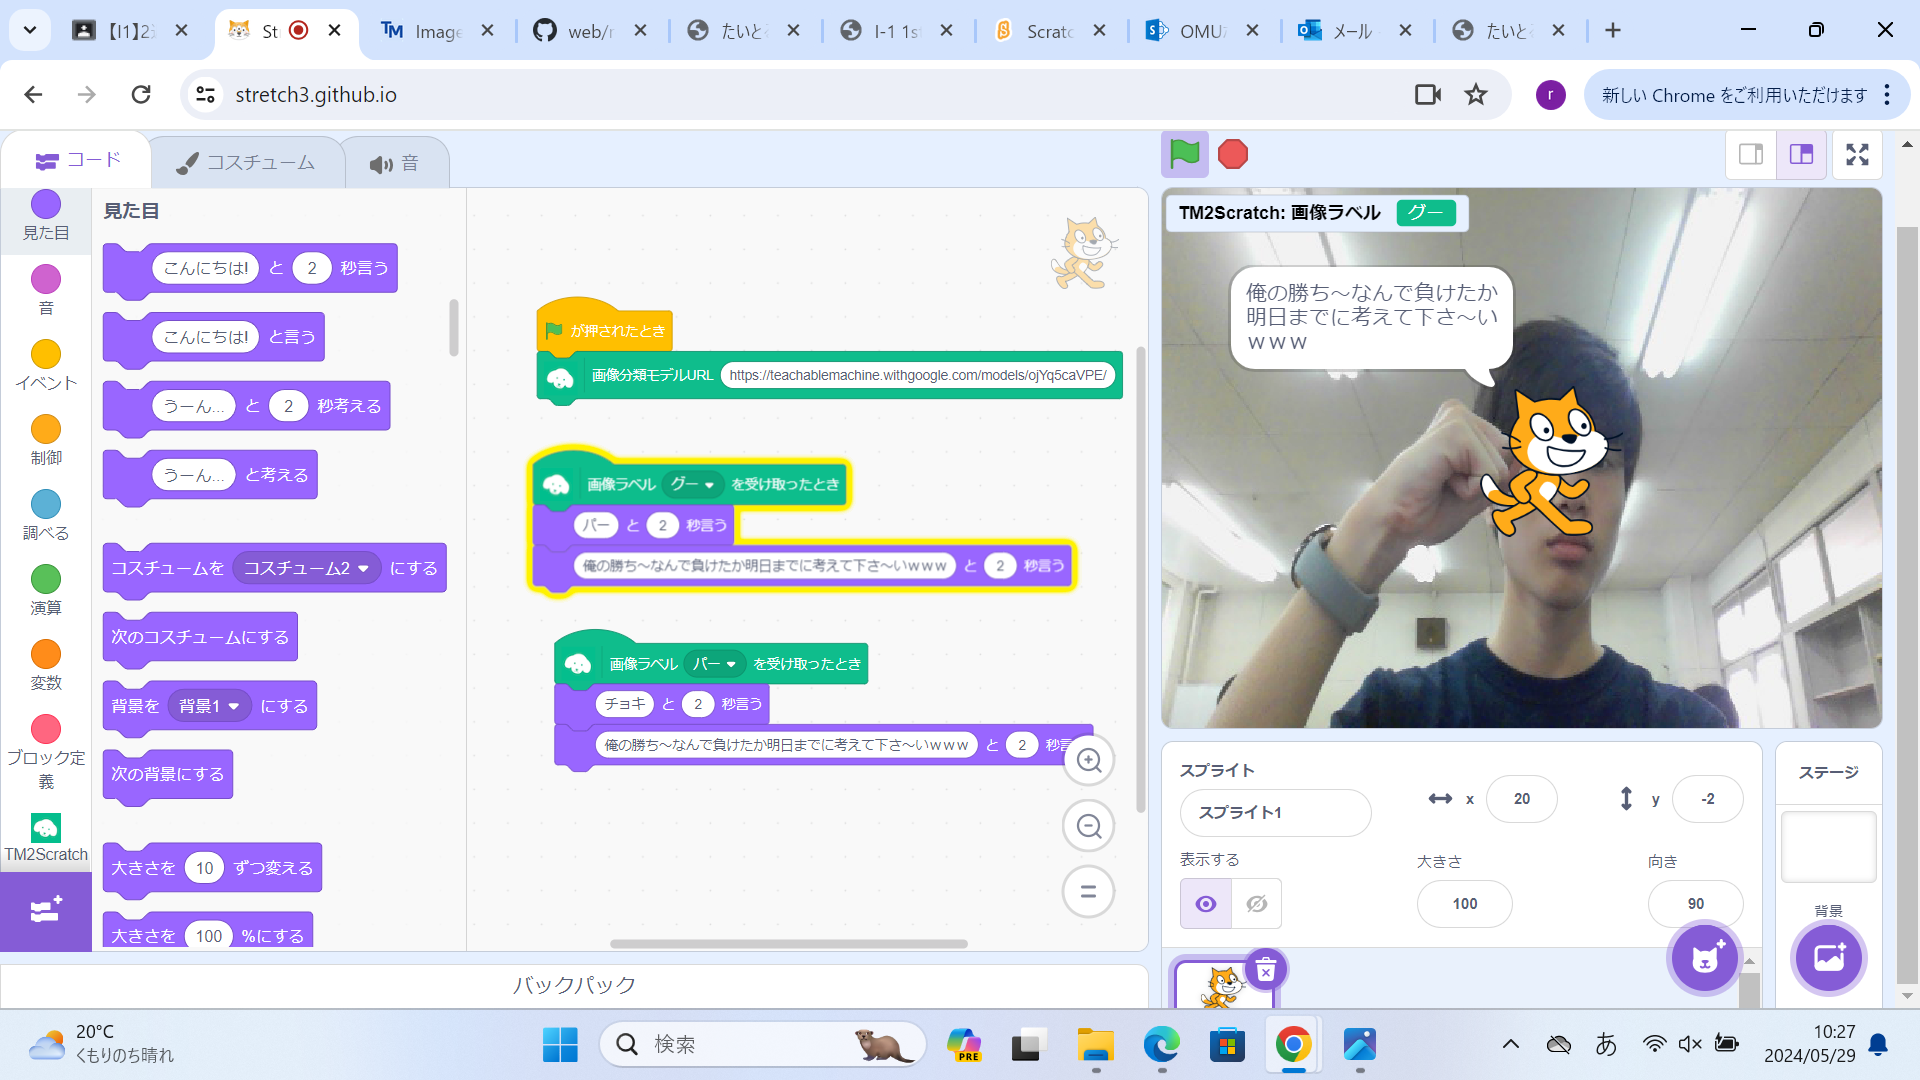 【I1】2
St
Image
web/r
たいと
I-1 1s
Scratc
OMU
メール
たいと
stretch3.github.io
r
新しい Chrome をご利用いただけます
コード
コスチューム
音
見た目
音
イベント
制御
調べる
演算
変数
ブロック定
義
TM2Scratch
見た目
こんにちは! と 2 秒言う
こんにちは! と言う
うーん... と 2 秒考える
うーん... と考える
コスチュームを コスチューム2 にする
次のコスチュームにする
背景を 背景1 にする
次の背景にする
大きさを 10 ずつ変える
大きさを 100 %にする
が押されたとき
画像分類モデルURL https://teachablemachine.withgoogle.com/models/ojYq5caVPE/
画像ラベル グー を受け取ったとき
パー と 2 秒言う
俺の勝ち～なんで負けたか明日までに考えて下さ～いｗｗｗ と 2 秒言う
画像ラベル パー を受け取ったとき
チョキ と 2 秒言う
俺の勝ち～なんで負けたか明日までに考えて下さ～いｗｗｗ と 2 秒言
バックパック
TM2Scratch: 画像ラベル グー
俺の勝ち～なんで負けたか
明日までに考えて下さ～い
ｗｗｗ
スプライト
スプライト1
x 20
y -2
表示する
大きさ
100
向き
90
ステージ
背景
20°C
くもりのち晴れ
検索
PRE
あ
10:27
2024/05/29